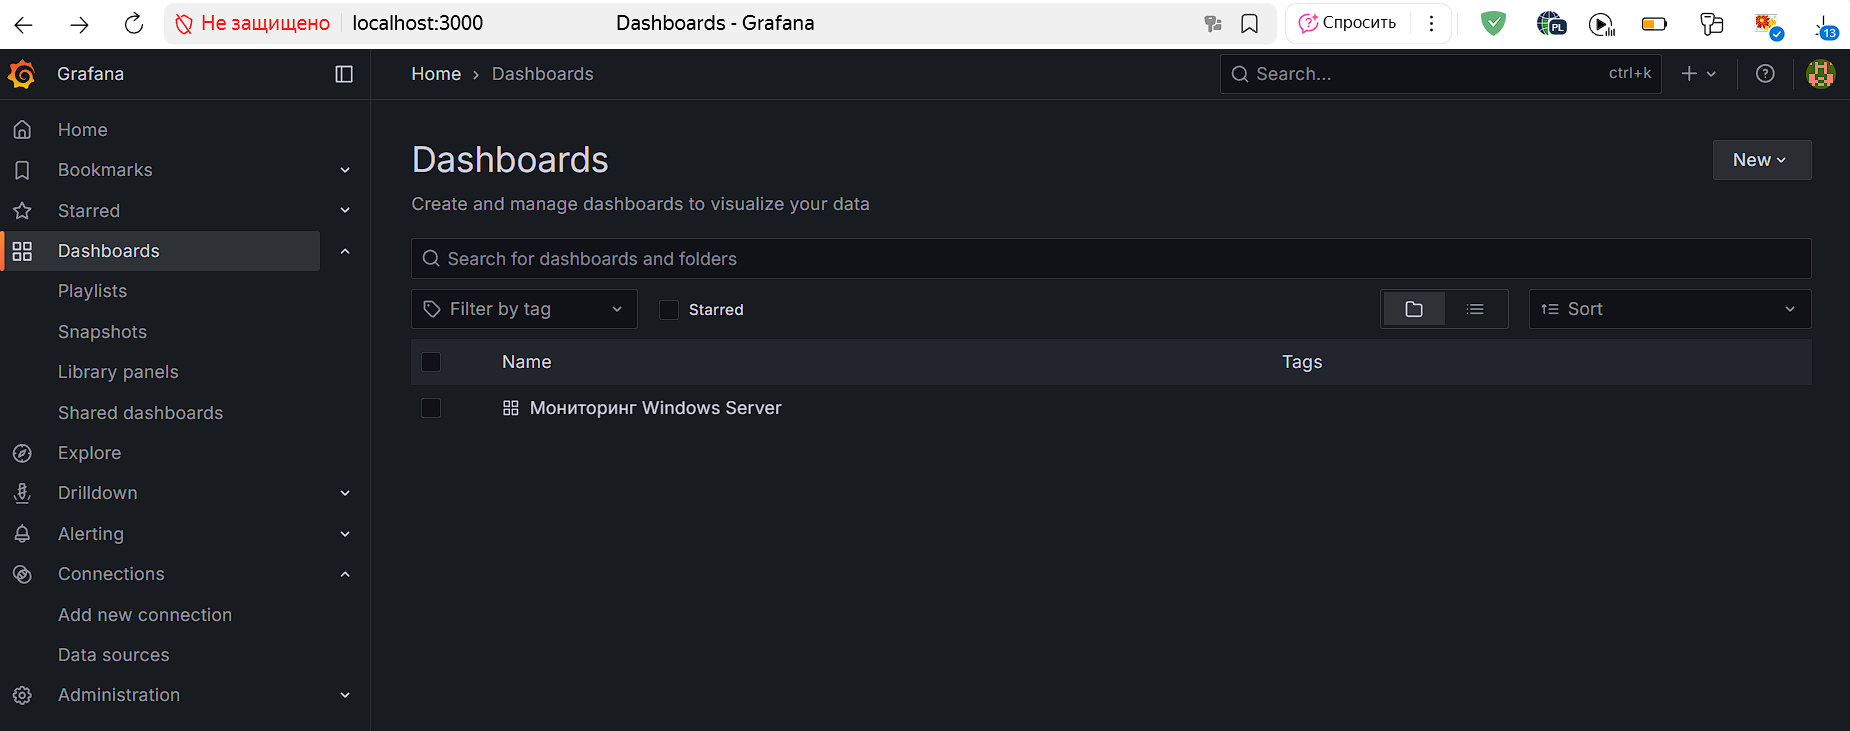 Не защищено localhost:3000 Dashboards - Grafana Спросить PL 13
Grafana Home › Dashboards Search... ctrl+k
Home
Bookmarks
Starred
Dashboards
Playlists
Snapshots
Library panels
Shared dashboards
Explore
Drilldown
Alerting
Connections
Add new connection
Data sources
Administration
Dashboards
New
Create and manage dashboards to visualize your data
Search for dashboards and folders
Filter by tag Starred Sort
Name Tags
Мониторинг Windows Server